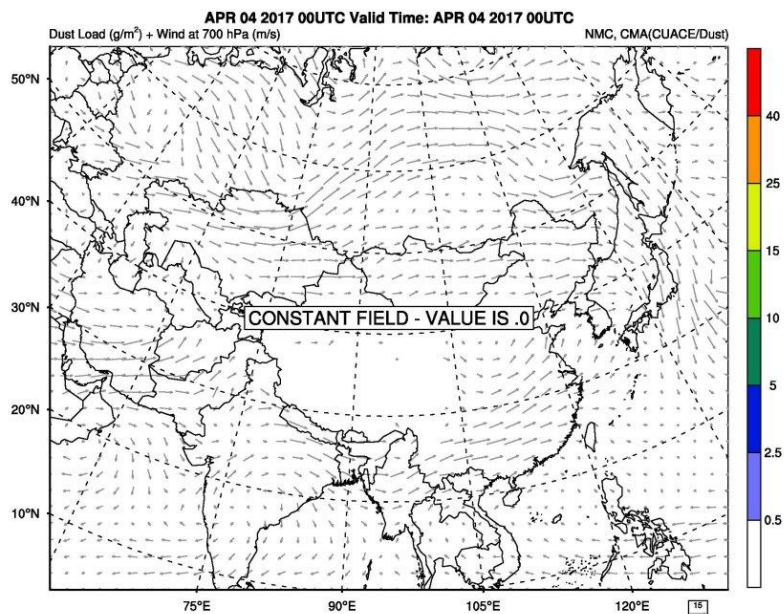 APR 04 2017 00UTC Valid Time: APR 04 2017 00UTC
Dust Load (g/m²) + Wind at 700 hPa (m/s) NMC, CMA(CUACE/Dust)
50°N
40
40°N
25
15
30°N
CONSTANT FIELD - VALUE IS .0
10
5
20°N
2.5
10°N
0.5
75°E 90°E 105°E 120°E
15